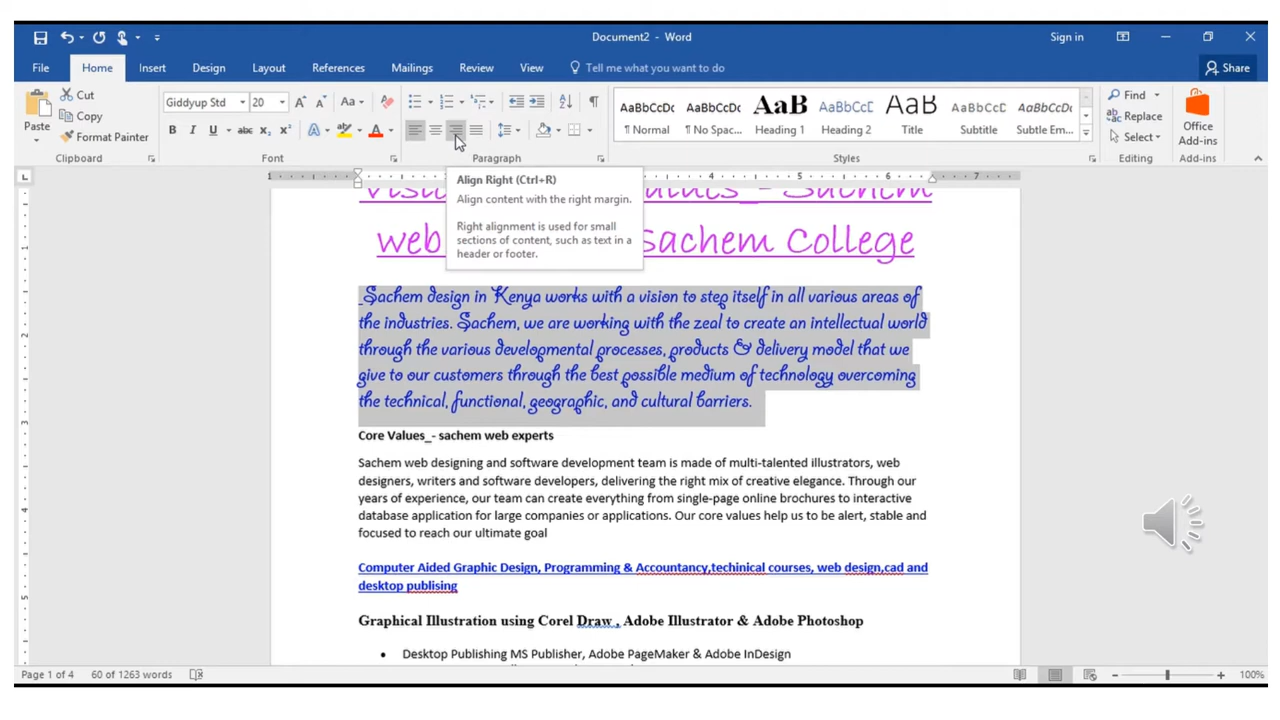 Document2 - Word
Sign in
File Home Insert Design Layout References Mailings Review View Tell me what you want to do
Share
Paste
Cut
Copy
Format Painter
Clipboard
Giddyup Std 20
Font
Paragraph
AaBbCcDc AaBbCcDc AaB AaBbCcD AaB AaBbCcD AaBbCcDc
¶ Normal ¶ No Spac... Heading 1 Heading 2 Title Subtitle Subtle Em...
Styles
Find
Replace
Select
Editing
Office
Add-ins
Add-ins
Align Right (Ctrl+R)
Align content with the right margin.
Right alignment is used for small
sections of content, such as text in a
header or footer.
Sachem
web Sachem College
_Sachem design in Kenya works with a vision to step itself in all various areas of
the industries. Sachem, we are working with the zeal to create an intellectual world
through the various developmental processes, products & delivery model that we
give to our customers through the best possible medium of technology overcoming
the technical, functional, geographic, and cultural barriers.
Core Values_- sachem web experts
Sachem web designing and software development team is made of multi-talented illustrators, web
designers, writers and software developers, delivering the right mix of creative elegance. Through our
years of experience, our team can create everything from single-page online brochures to interactive
database application for large companies or applications. Our core values help us to be alert, stable and
focused to reach our ultimate goal
Computer Aided Graphic Design, Programming & Accountancy,techinical courses, web design,cad and
desktop publising
Graphical Illustration using Corel Draw , Adobe Illustrator & Adobe Photoshop
• Desktop Publishing MS Publisher, Adobe PageMaker & Adobe InDesign
Page 1 of 4 60 of 1263 words
100%